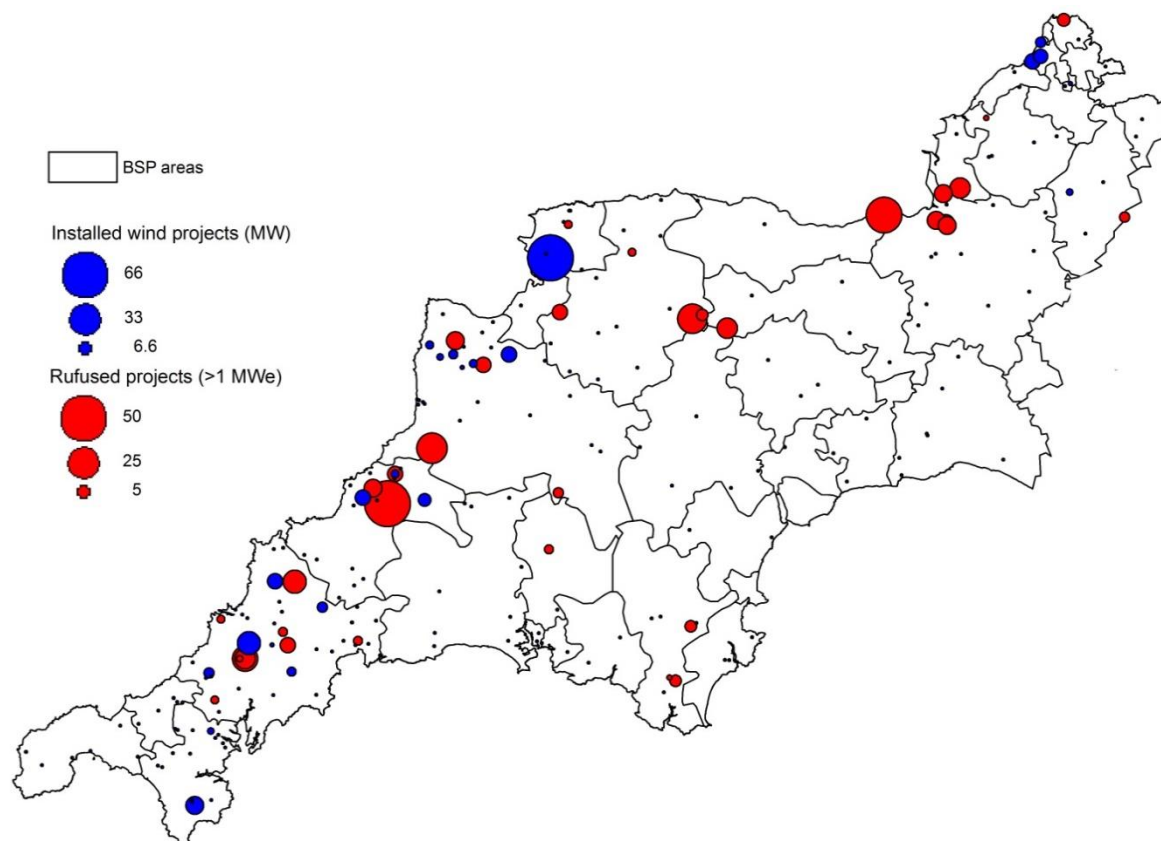 BSP areas
Installed wind projects (MW)
66
33
6.6
Rufused projects (>1 MWe)
50
25
5